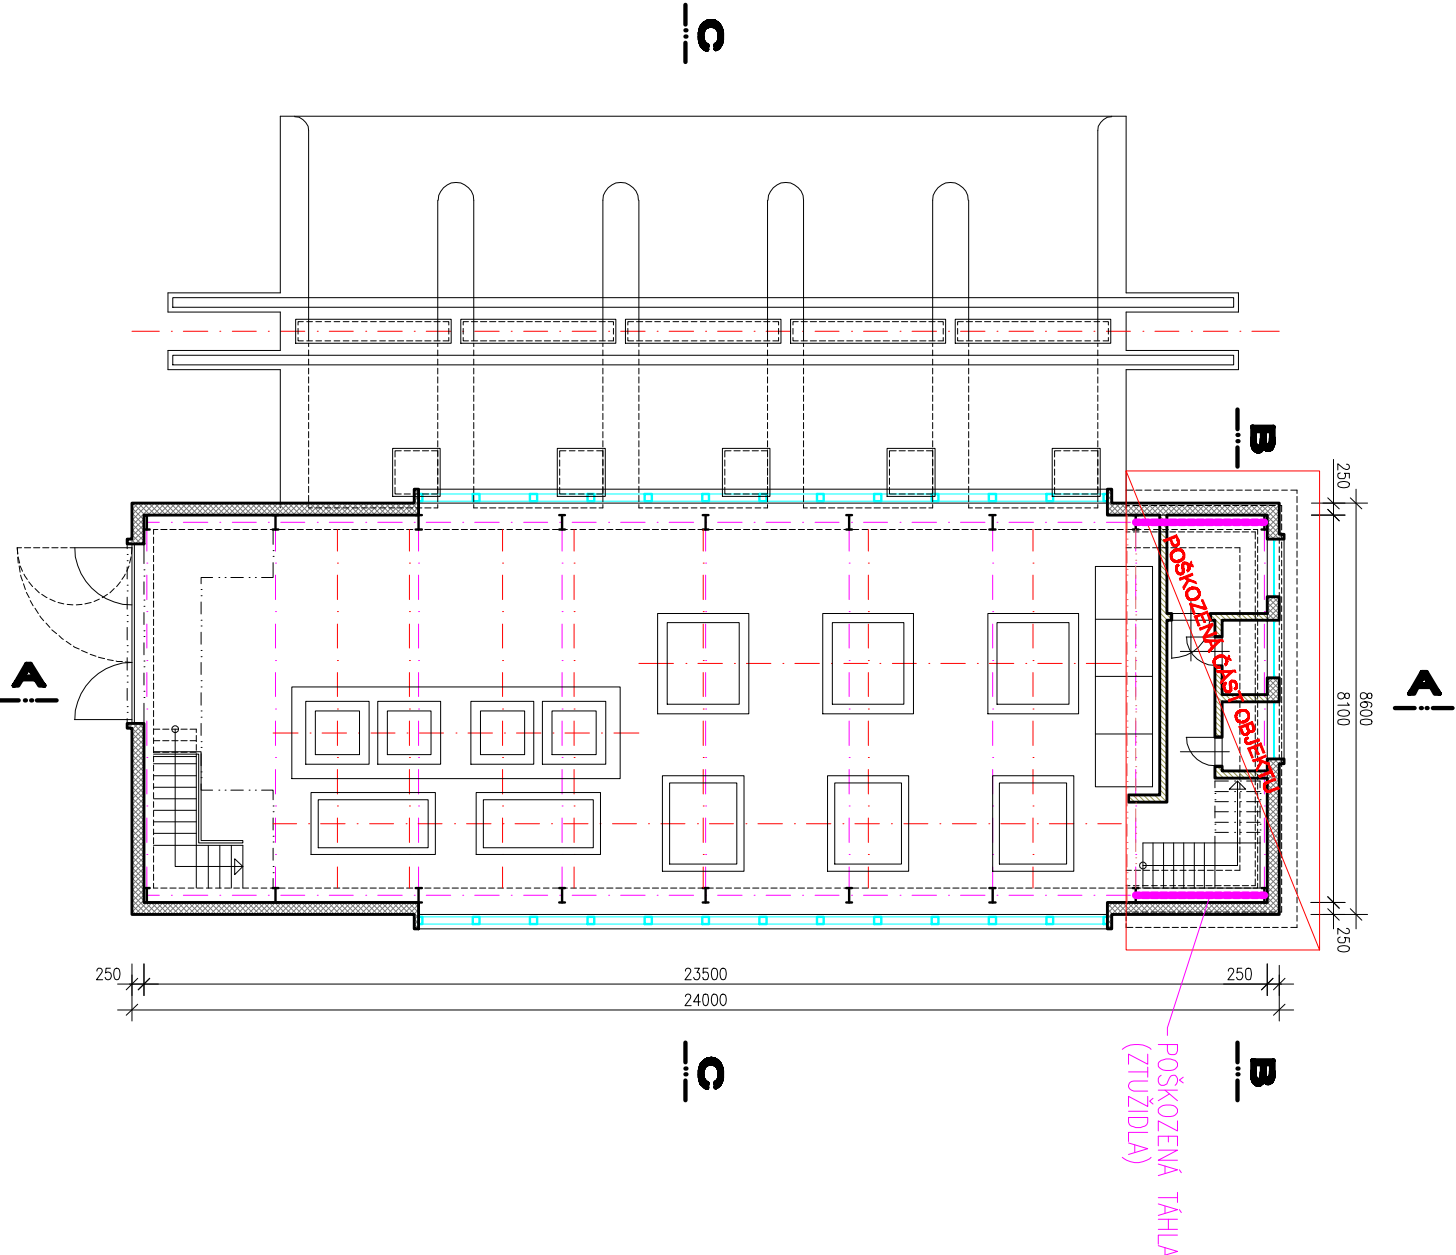 C
B
250
8600
8100
POŠKOZENÁ ČÁST OBJEKTU
A
A
250
250
23500
250
24000
C
B
POŠKOZENÁ TÁHLA
(ZTUŽIDLA)